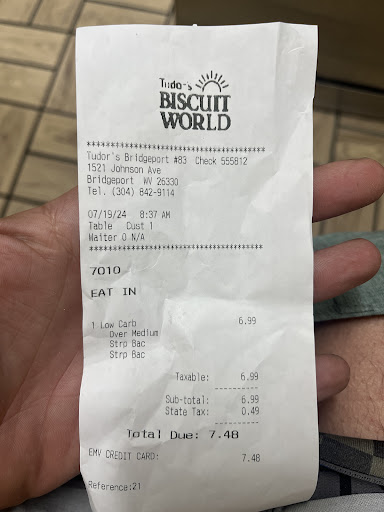 Tudor's
BISCUIT
WORLD
****************************************
Tudor's Bridgeport #83 Check 555812
1521 Johnson Ave
Bridgeport WV 26330
Tel. (304) 842-9114
07/19/24 8:37 AM
Table Cust 1
Waiter 0 N/A
****************************************
7010
EAT IN
1 Low Carb 6.99
Over Medium
Strp Bac
Strp Bac
Taxable: 6.99
----------
Sub-total: 6.99
State Tax: 0.49
----------
Total Due: 7.48
EMV CREDIT CARD: 7.48
Reference:21